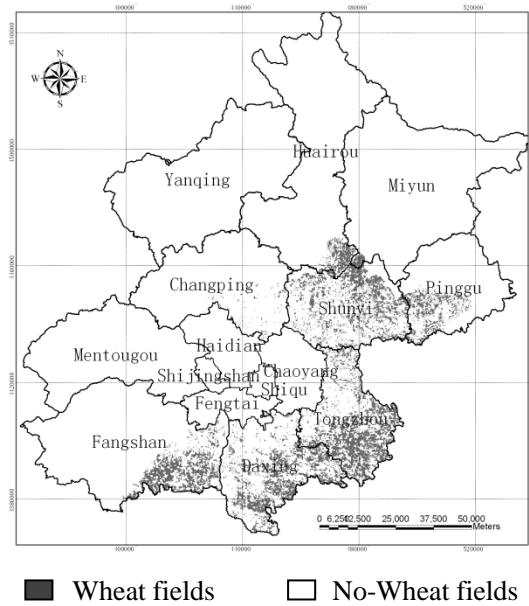 N
W E
S
Huairou
Yanqing
Miyun
Changping
Shunyi
Pinggu
Haidian
Mentougou
Chaoyang
Shijingshan
Shiqu
Fengtai
Tongzhou
Fangshan
Daxing
0 6,250 12,500 25,000 37,500 50,000
Meters
Wheat fields No-Wheat fields